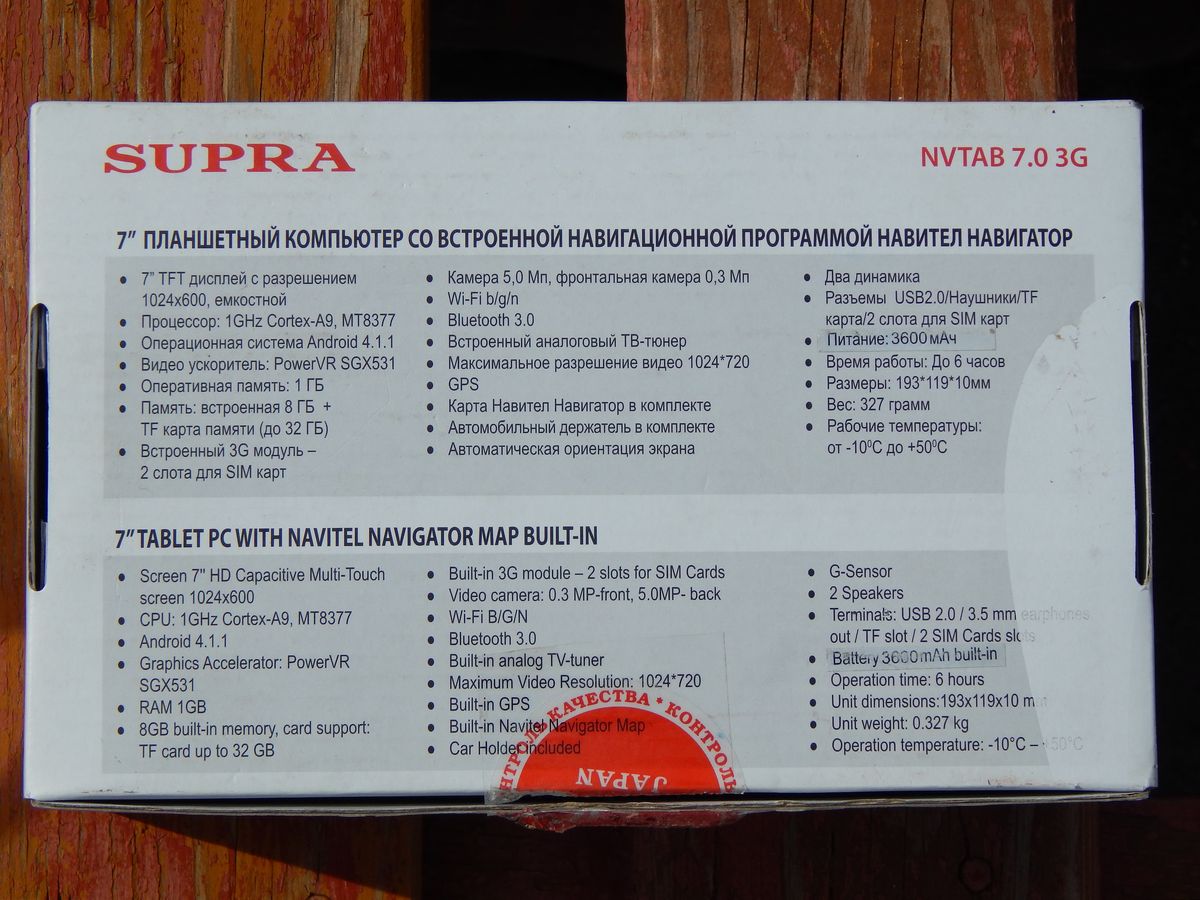 SUPRA
NVTAB 7.0 3G
7” ПЛАНШЕТНЫЙ КОМПЬЮТЕР СО ВСТРОЕННОЙ НАВИГАЦИОННОЙ ПРОГРАММОЙ НАВИТЕЛ НАВИГАТОР
• 7” TFT дисплей с разрешением
1024x600, емкостной
• Процессор: 1GHz Cortex-A9, MT8377
• Операционная система Android 4.1.1
• Видео ускоритель: PowerVR SGX531
• Оперативная память: 1 ГБ
• Память: встроенная 8 ГБ +
TF карта памяти (до 32 ГБ)
• Встроенный 3G модуль –
2 слота для SIM карт
• Камера 5,0 Мп, фронтальная камера 0,3 Мп
• Wi-Fi b/g/n
• Bluetooth 3.0
• Встроенный аналоговый ТВ-тюнер
• Максимальное разрешение видео 1024*720
• GPS
• Карта Навител Навигатор в комплекте
• Автомобильный держатель в комплекте
• Автоматическая ориентация экрана
• Два динамика
• Разъемы USB2.0/Наушники/TF
карта/2 слота для SIM карт
• Питание: 3600 мАч
• Время работы: До 6 часов
• Размеры: 193*119*10мм
• Вес: 327 грамм
• Рабочие температуры:
от -10⁰C до +50⁰C
7” TABLET PC WITH NAVITEL NAVIGATOR MAP BUILT-IN
• Screen 7" HD Capacitive Multi-Touch
screen 1024x600
• CPU: 1GHz Cortex-A9, MT8377
• Android 4.1.1
• Graphics Accelerator: PowerVR
SGX531
• RAM 1GB
• 8GB built-in memory, card support:
TF card up to 32 GB
• Built-in 3G module – 2 slots for SIM Cards
• Video camera: 0.3 MP-front, 5.0MP- back
• Wi-Fi B/G/N
• Bluetooth 3.0
• Built-in analog TV-tuner
• Maximum Video Resolution: 1024*720
• Built-in GPS
• Built-in Navitel Navigator Map
• Car Holder included
• G-Sensor
• 2 Speakers
• Terminals: USB 2.0 / 3.5 mm earphones
out / TF slot / 2 SIM Cards slots
• Battery 3600mAh built-in
• Operation time: 6 hours
• Unit dimensions:193x119x10 m
• Unit weight: 0.327 kg
• Operation temperature: -10°C – 50°C
КАЧЕСТВА * КОНТРОЛЬ
JAPAN